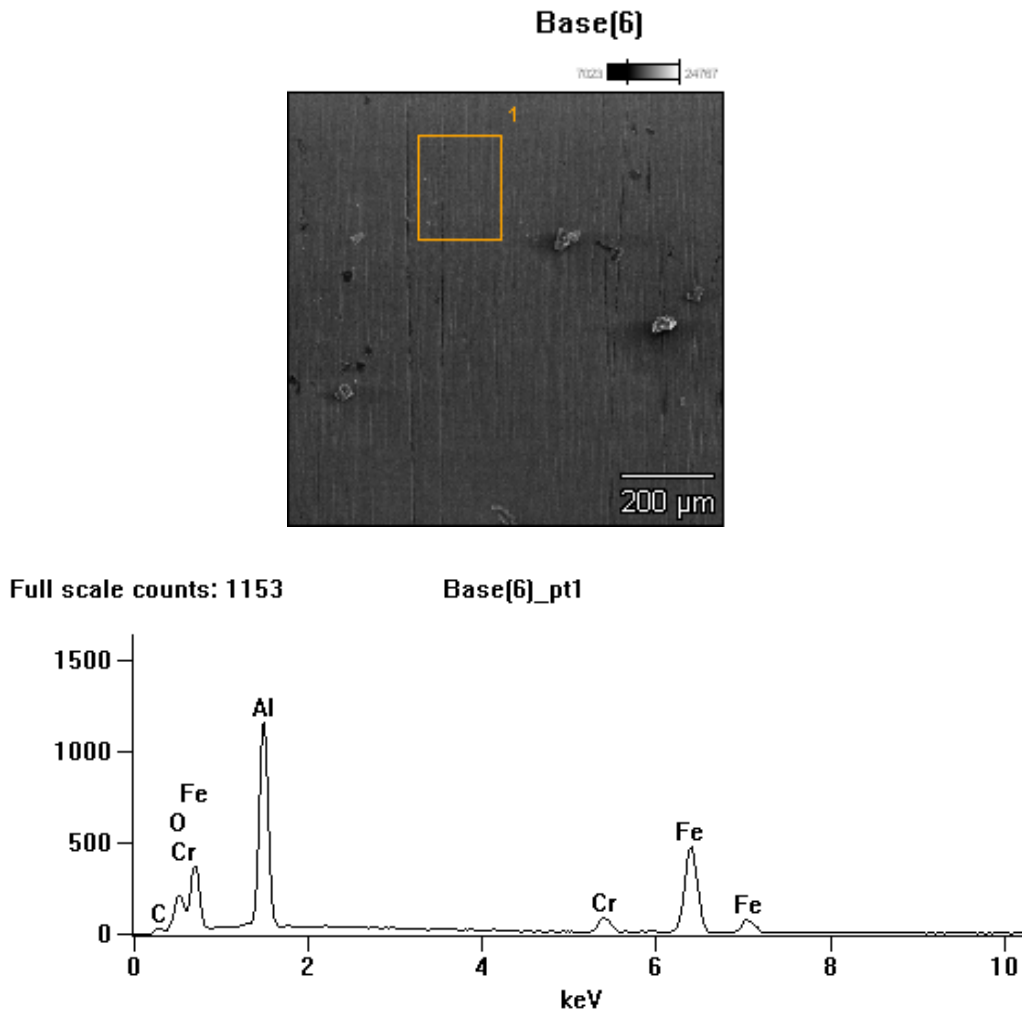 Base(6)
7023 24767
1
200 µm
Full scale counts: 1153 Base(6)_pt1
1500
1000
500
0
Al
Fe
O
Cr
C
Cr
Fe
Fe
0 2 4 6 8 10
keV